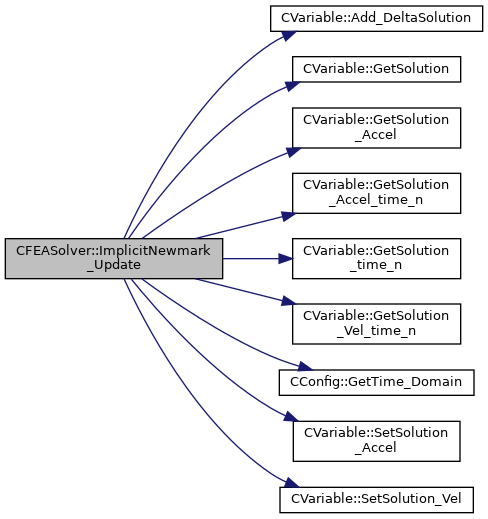 CVariable::Add_DeltaSolution
CVariable::GetSolution
CVariable::GetSolution
_Accel
CVariable::GetSolution
_Accel_time_n
CFEASolver::ImplicitNewmark
_Update
CVariable::GetSolution
_time_n
CVariable::GetSolution
_Vel_time_n
CConfig::GetTime_Domain
CVariable::SetSolution
_Accel
CVariable::SetSolution_Vel